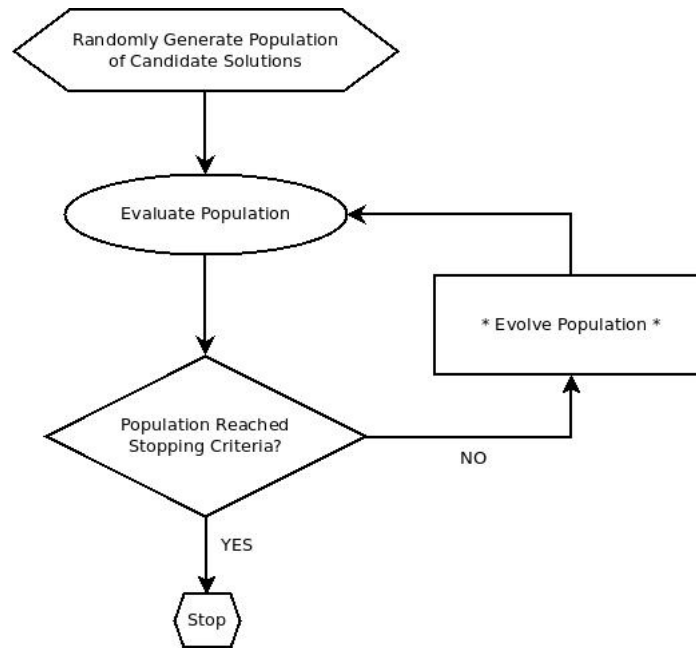 Randomly Generate Population
of Candidate Solutions
Evaluate Population
* Evolve Population *
Population Reached
Stopping Criteria?
NO
YES
Stop